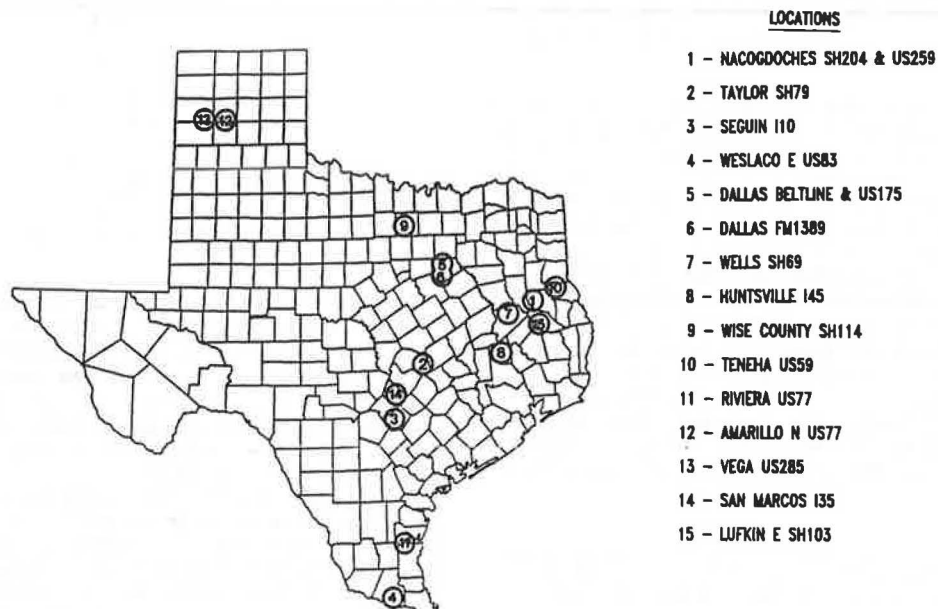 LOCATIONS
1 - NACOGDOCHES SH204 & US259
2 - TAYLOR SH79
3 - SEGUIN I10
4 - WESLACO E US83
5 - DALLAS BELTLINE & US175
6 - DALLAS FM1389
7 - WELLS SH69
8 - HUNTSVILLE I45
9 - WISE COUNTY SH114
10 - TENEHA US59
11 - RIVIERA US77
12 - AMARILLO N US77
13 - VEGA US285
14 - SAN MARCOS I35
15 - LUFKIN E SH103
13 12
9
5
6
10
1
7
15
8
2
14
3
11
4